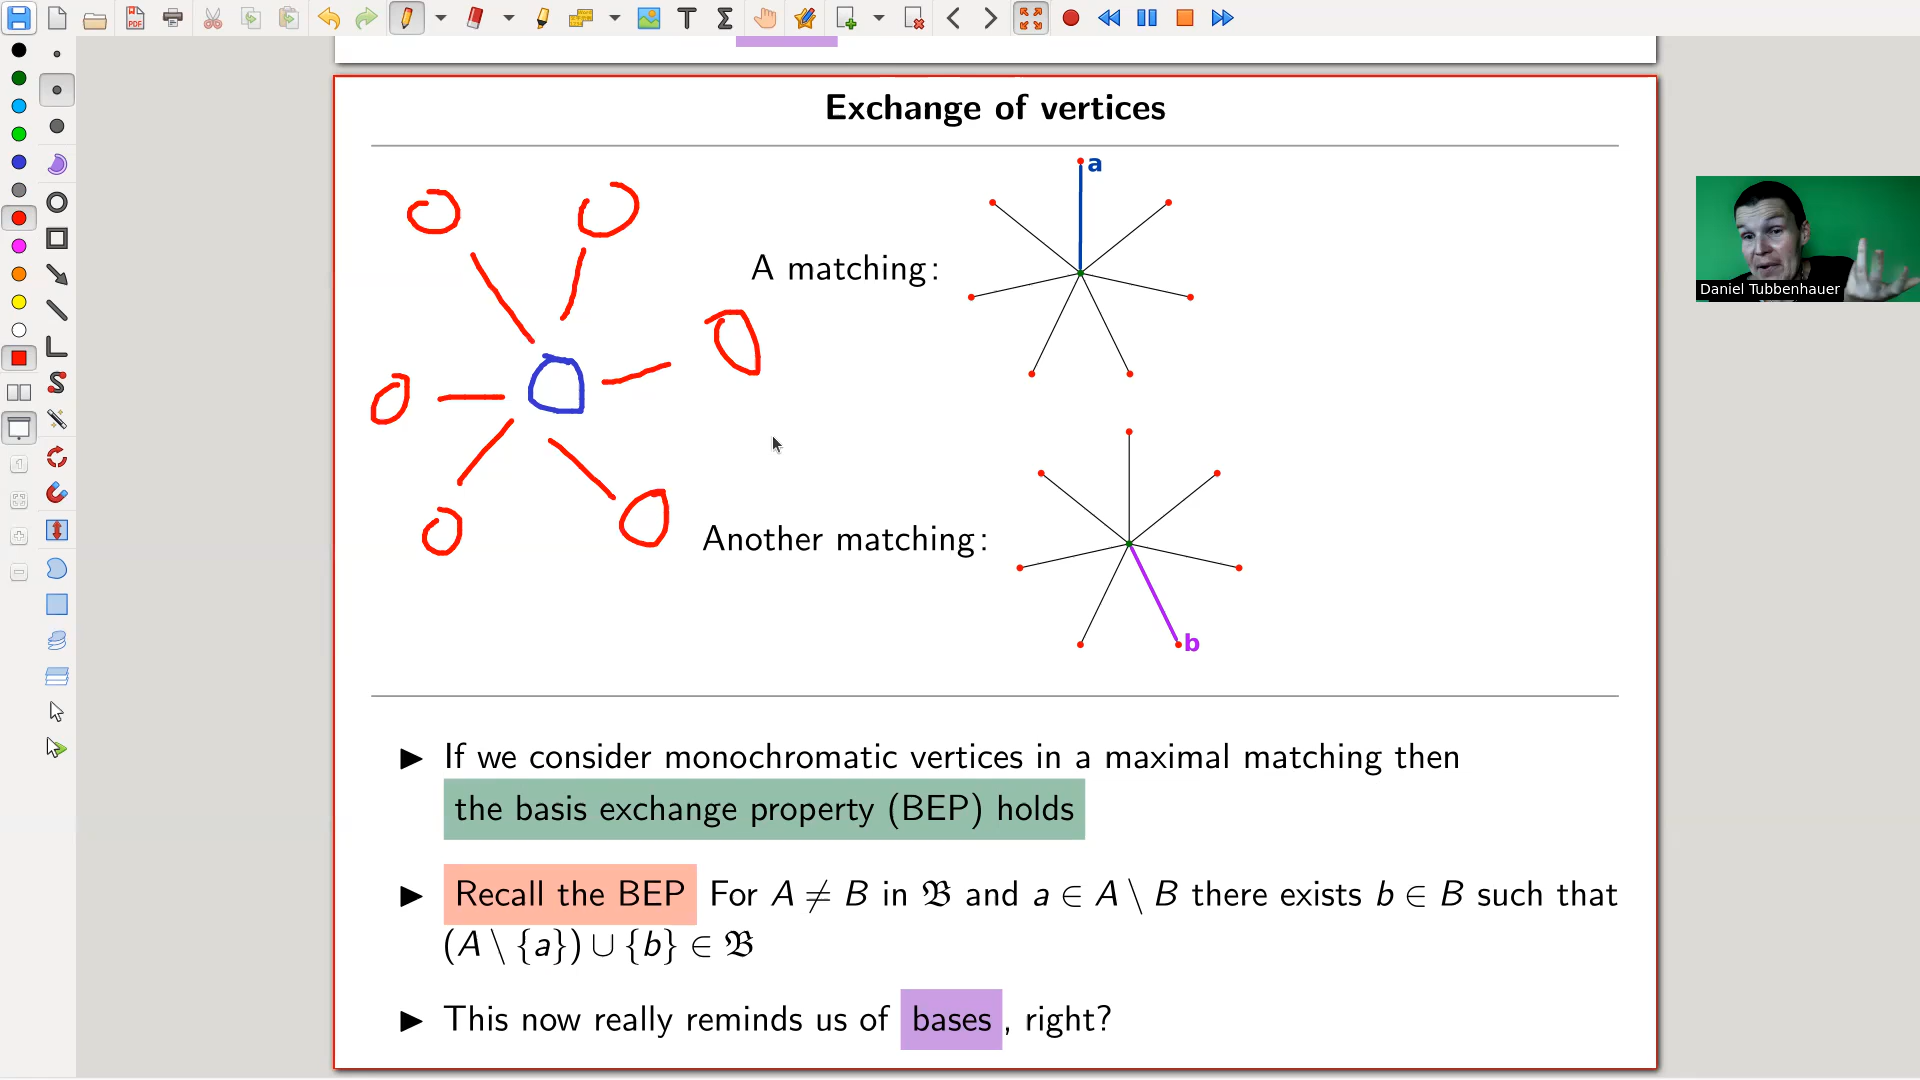 Exchange of vertices
a
A matching:
Daniel Tubbenhauer
Another matching:
b
▶ If we consider monochromatic vertices in a maximal matching then
the basis exchange property (BEP) holds
▶ Recall the BEP For A ≠ B in 𝔅 and a ∈ A \ B there exists b ∈ B such that
(A \ {a}) ∪ {b} ∈ 𝔅
▶ This now really reminds us of bases, right?